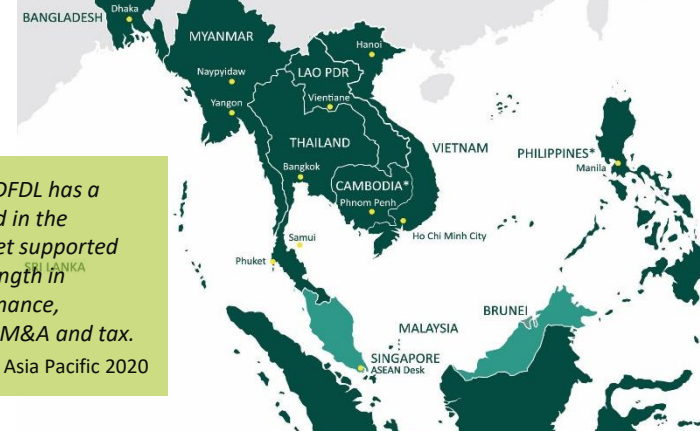 BANGLADESH
Dhaka
MYANMAR
Hanoi
Naypyidaw
LAO PDR
Yangon
Vientiane
THAILAND
VIETNAM
PHILIPPINES*
Manila
Bangkok
CAMBODIA*
Phnom Penh
Ho Chi Minh City
Samui
Phuket
BRUNEI
MALAYSIA
SINGAPORE
ASEAN Desk
DFDL has a
d in the
et supported
SRI LANKA
ngth in
nance,
M&A and tax.
Asia Pacific 2020